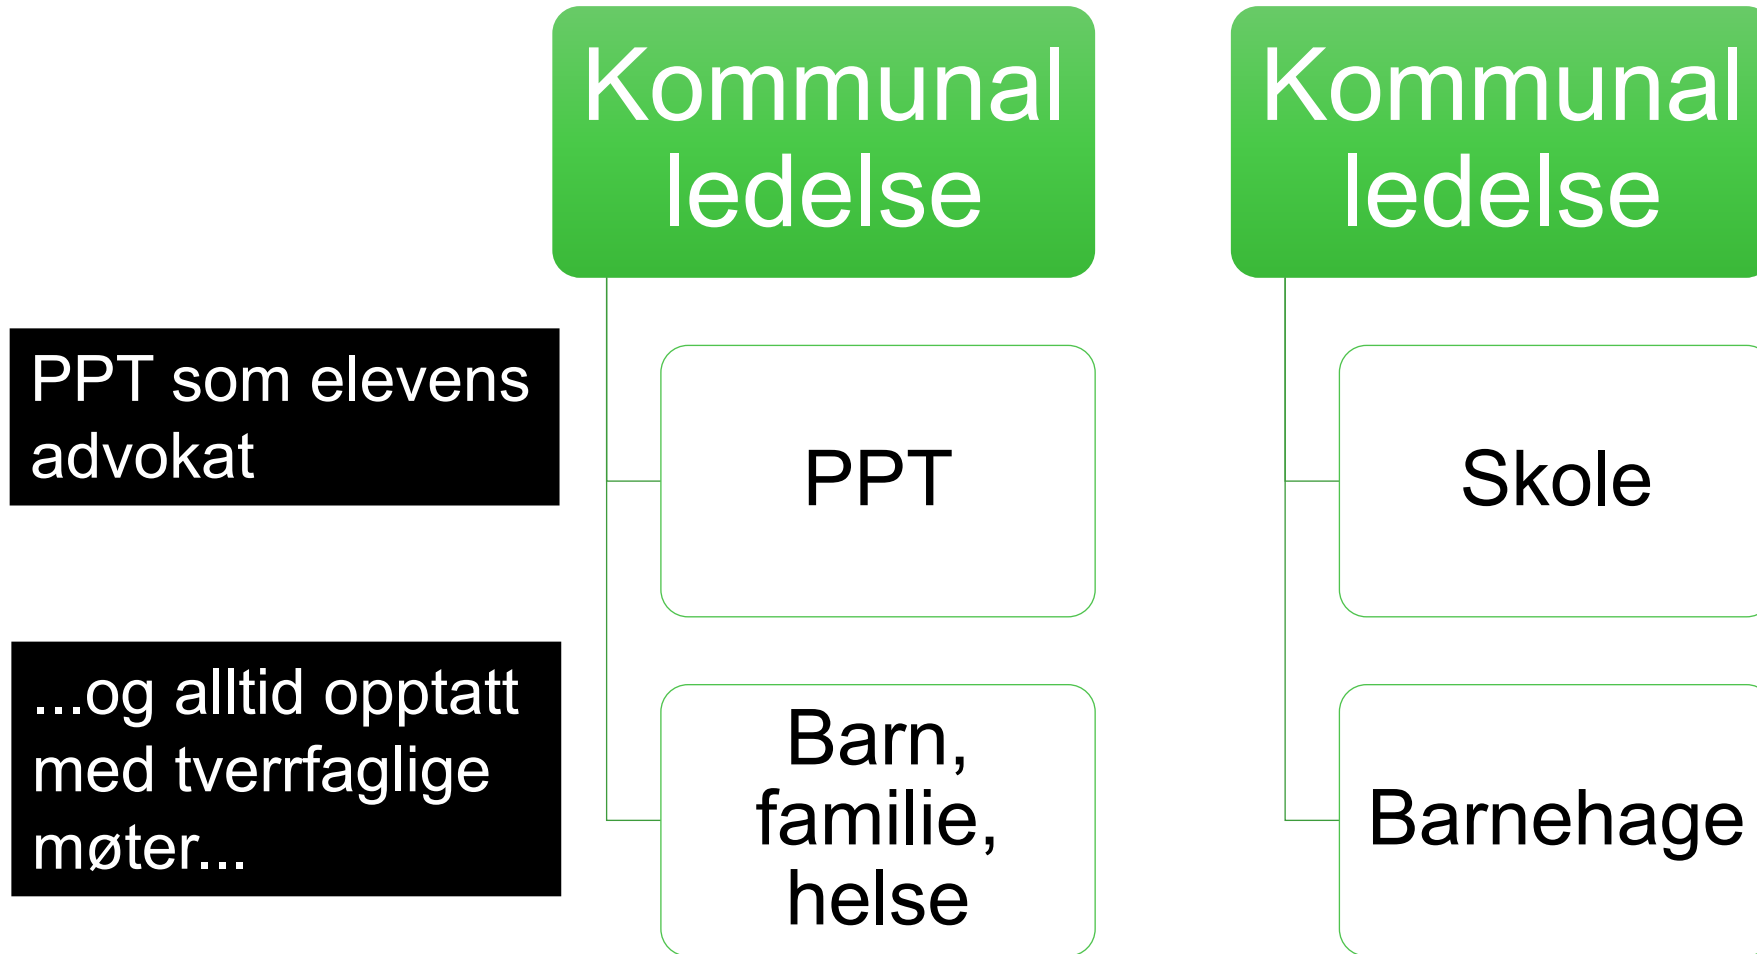 Kommunal
ledelse
Kommunal
ledelse
PPT som elevens
advokat
PPT
Skole
...og alltid opptatt
med tverrfaglige
møter...
Barn,
familie,
helse
Barnehage